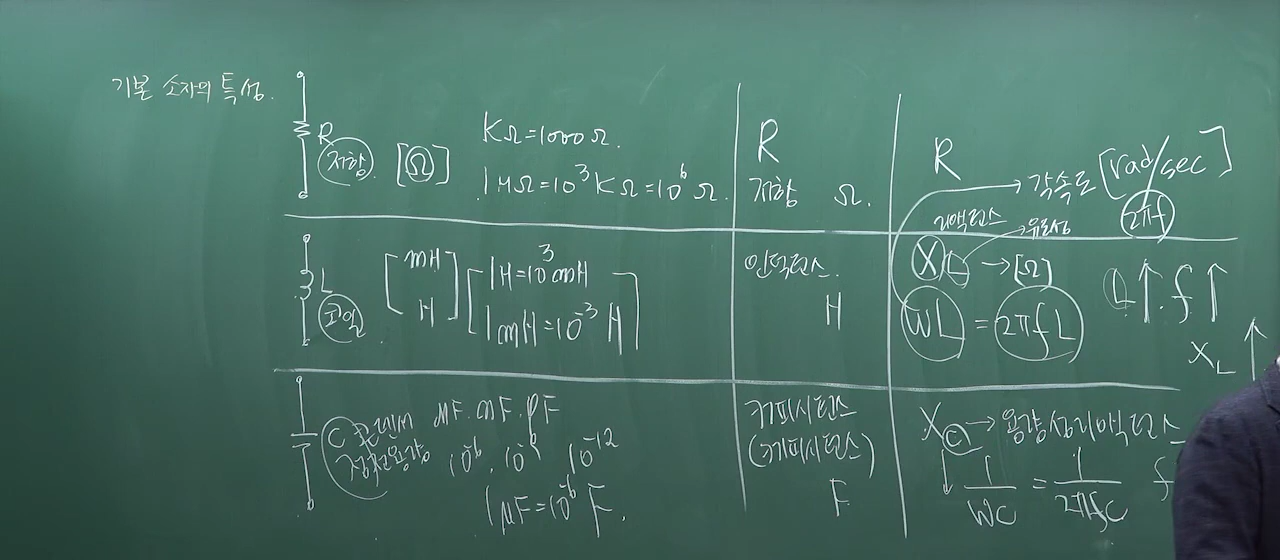 기본 소자의 특성.
R
저항 [Ω]
KΩ=1000Ω.
1MΩ=10³KΩ=10⁶Ω.
R
저항 Ω.
R
→ 각속도 [rad/sec]
2πf
L
코일
mH
H
1H=10³mH
1mH=10⁻³H
인덕턴스.
H
리액턴스 → 유도성
X_L → [Ω]
WL = 2πfL
L↑. f↑
X_L ↑
C 콘덴서
정전용량
μF. nF. pF
10⁻⁶. 10⁻⁹ 10⁻¹²
1μF=10⁻⁶F.
캐패시턴스
(커패시턴스)
F
X_C → 용량성리액턴스
↓ 1/WC = 1/2πfC f